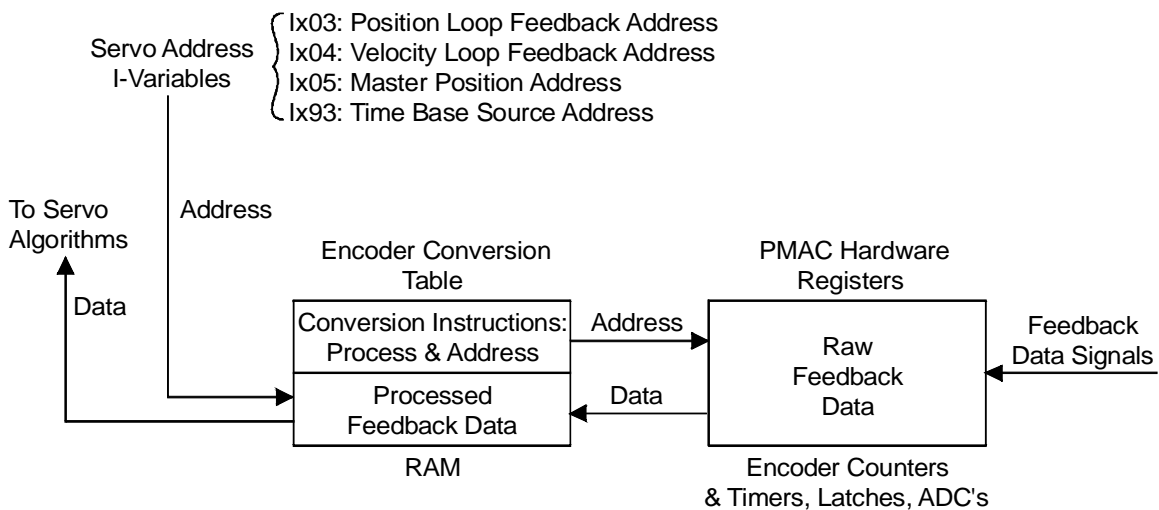 Servo Address
I-Variables
Ix03: Position Loop Feedback Address
Ix04: Velocity Loop Feedback Address
Ix05: Master Position Address
Ix93: Time Base Source Address
To Servo
Algorithms
Address
Data
Encoder Conversion
Table
Conversion Instructions:
Process & Address
Processed
Feedback Data
RAM
Address
Data
PMAC Hardware
Registers
Raw
Feedback
Data
Encoder Counters
& Timers, Latches, ADC's
Feedback
Data Signals